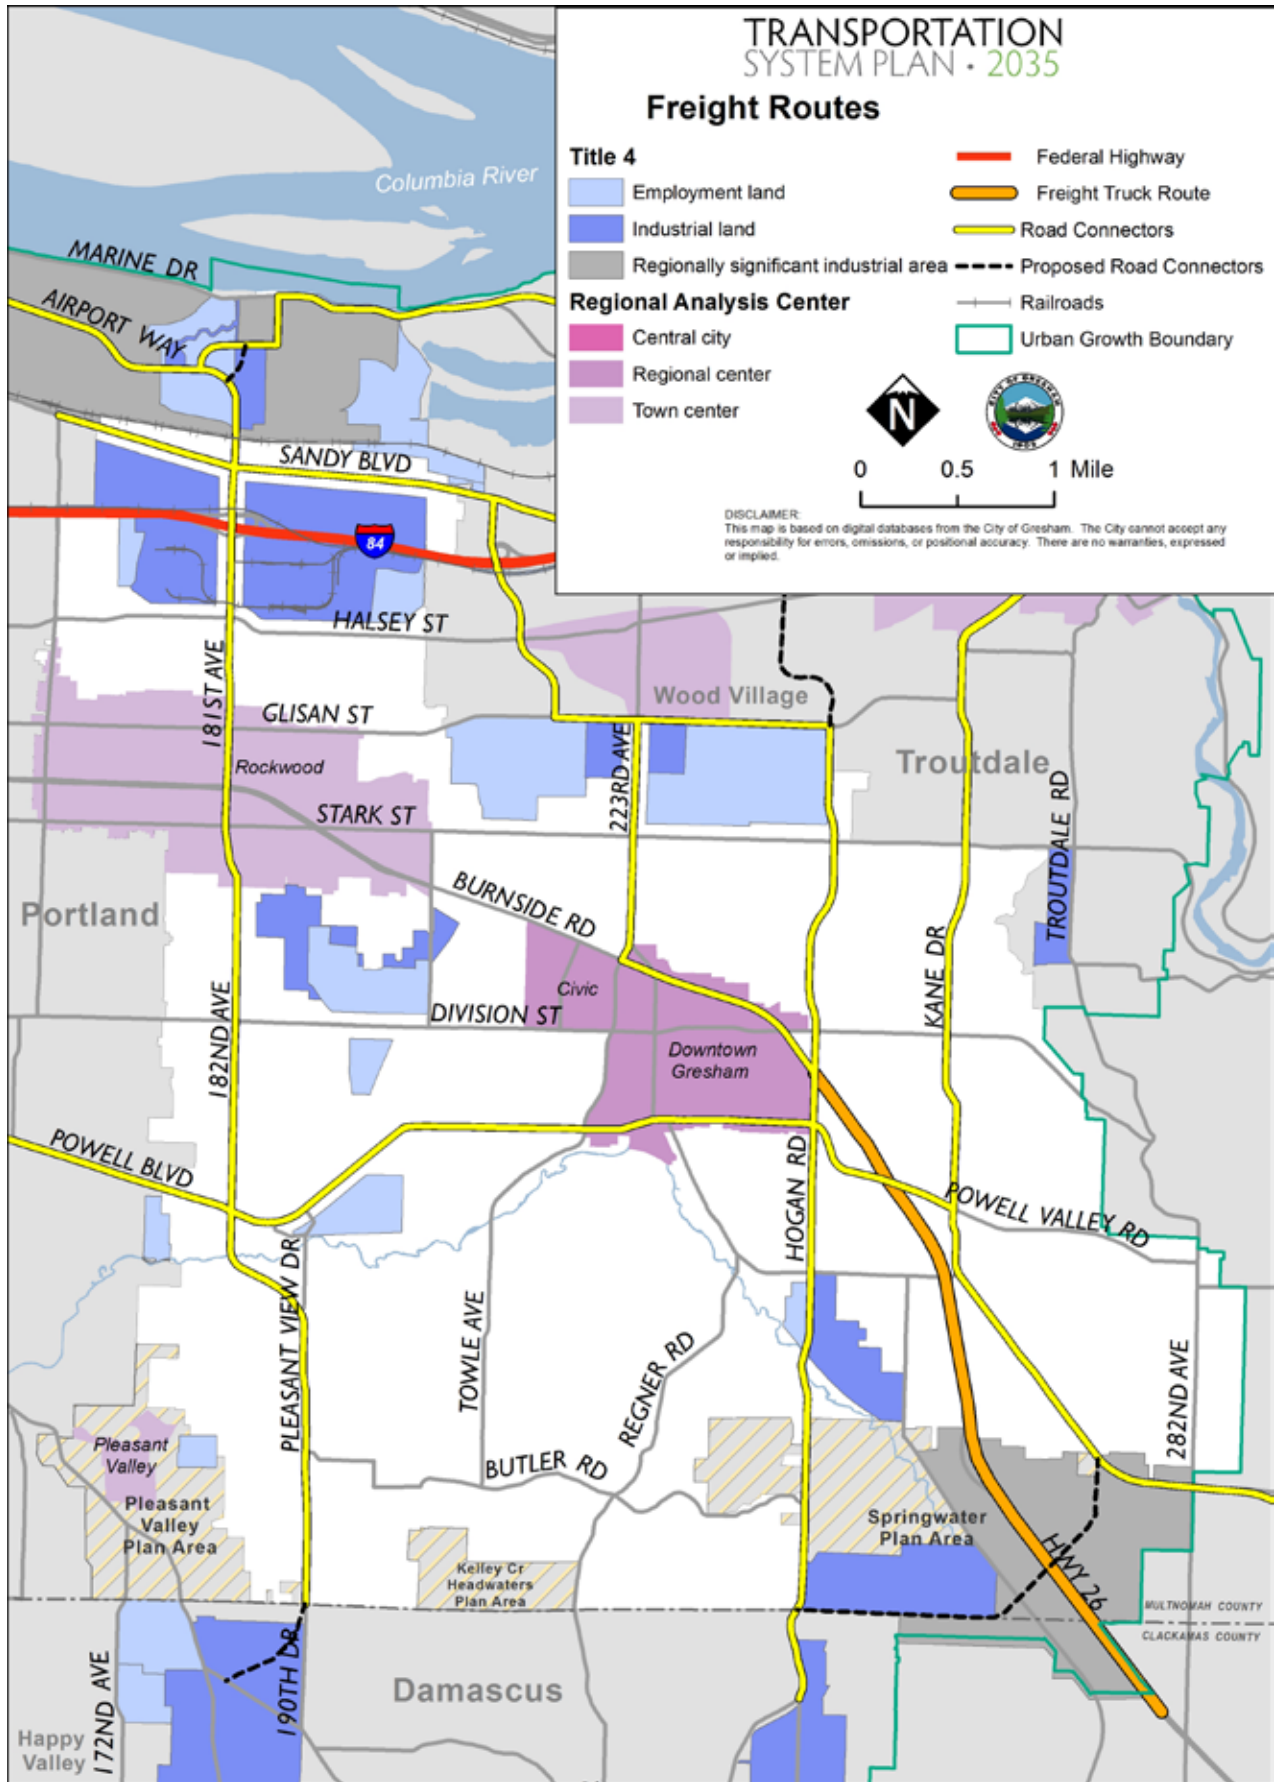 TRANSPORTATION
SYSTEM PLAN • 2035
Freight Routes
Title 4
Employment land
Industrial land
Regionally significant industrial area
Regional Analysis Center
Central city
Regional center
Town center
Federal Highway
Freight Truck Route
Road Connectors
Proposed Road Connectors
Railroads
Urban Growth Boundary
N
CITY OF GRESHAM
0 0.5 1 Mile
DISCLAIMER:
This map is based on digital databases from the City of Gresham. The City cannot accept any
responsibility for errors, omissions, or positional accuracy. There are no warranties, expressed
or implied.
Columbia River
MARINE DR
AIRPORT WAY
SANDY BLVD
84
HALSEY ST
181ST AVE
Wood Village
GLISAN ST
223RD AVE
Troutdale
Rockwood
STARK ST
TROUTDALE RD
BURNSIDE RD
Portland
KANE DR
Civic
182ND AVE
DIVISION ST
Downtown
Gresham
POWELL BLVD
HOGAN RD
POWELL VALLEY RD
PLEASANT VIEW DR
TOWLE AVE
REGNER RD
282ND AVE
Pleasant
Valley
BUTLER RD
Pleasant
Valley
Plan Area
Springwater
Plan Area
Kelley Cr
Headwaters
Plan Area
HWY 26
MULTNOMAH COUNTY
CLACKAMAS COUNTY
172ND AVE
190TH DR
Damascus
Happy
Valley